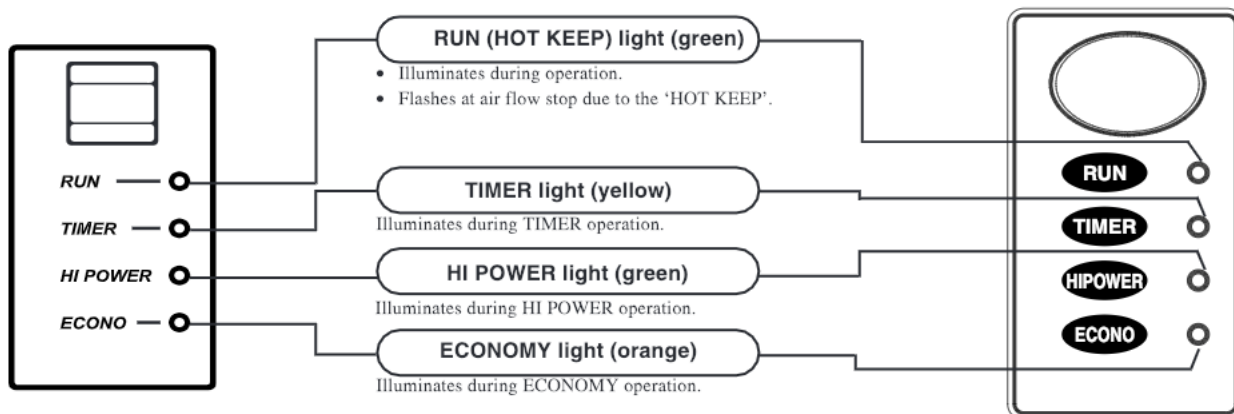 RUN
TIMER
HI POWER
ECONO
RUN (HOT KEEP) light (green)
• Illuminates during operation.
• Flashes at air flow stop due to the ‘HOT KEEP’.
TIMER light (yellow)
Illuminates during TIMER operation.
HI POWER light (green)
Illuminates during HI POWER operation.
ECONOMY light (orange)
Illuminates during ECONOMY operation.
RUN
TIMER
HIPOWER
ECONO